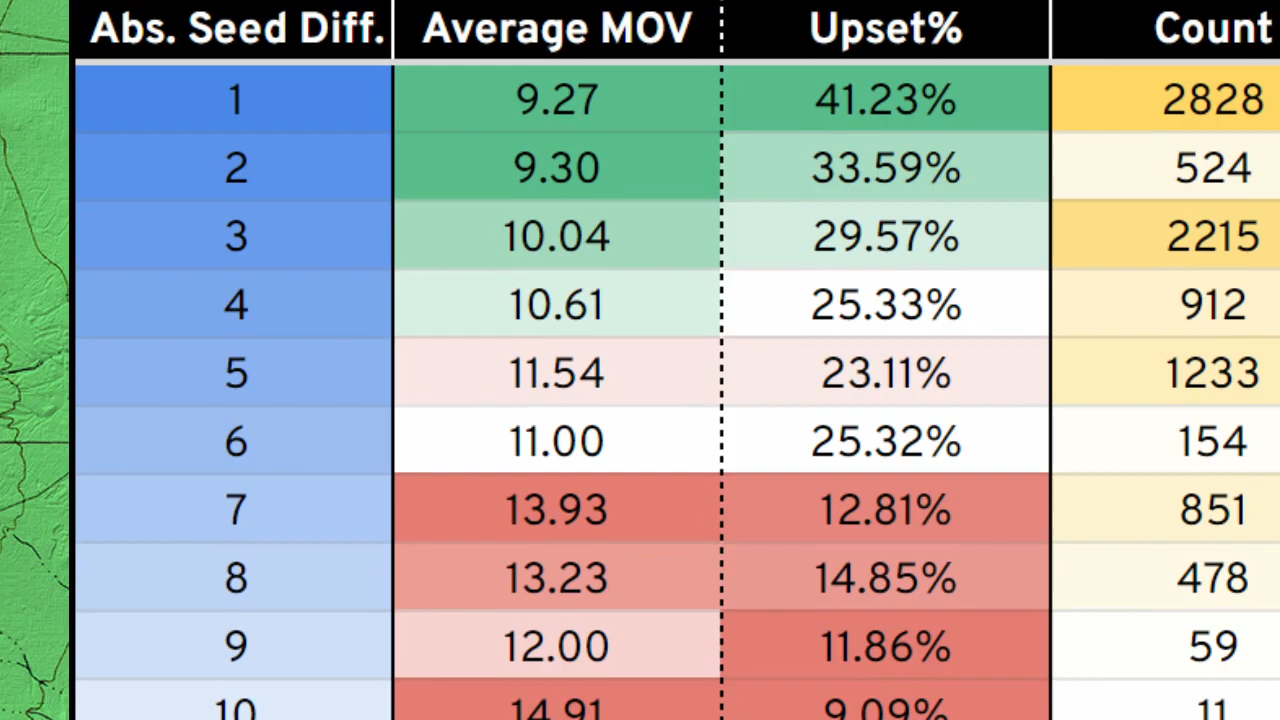 Abs. Seed Diff. Average MOV Upset% Count
1 9.27 41.23% 2828
2 9.30 33.59% 524
3 10.04 29.57% 2215
4 10.61 25.33% 912
5 11.54 23.11% 1233
6 11.00 25.32% 154
7 13.93 12.81% 851
8 13.23 14.85% 478
9 12.00 11.86% 59
10 14.91 9.09% 11